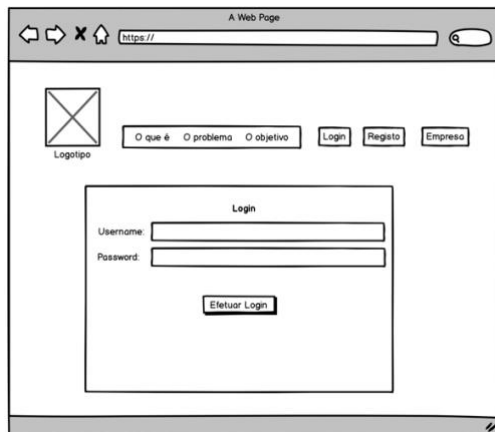 A Web Page
https://
O que é O problema O objetivo Login Registo Empresa
Logotipo
Login
Username:
Password:
Efetuar Login